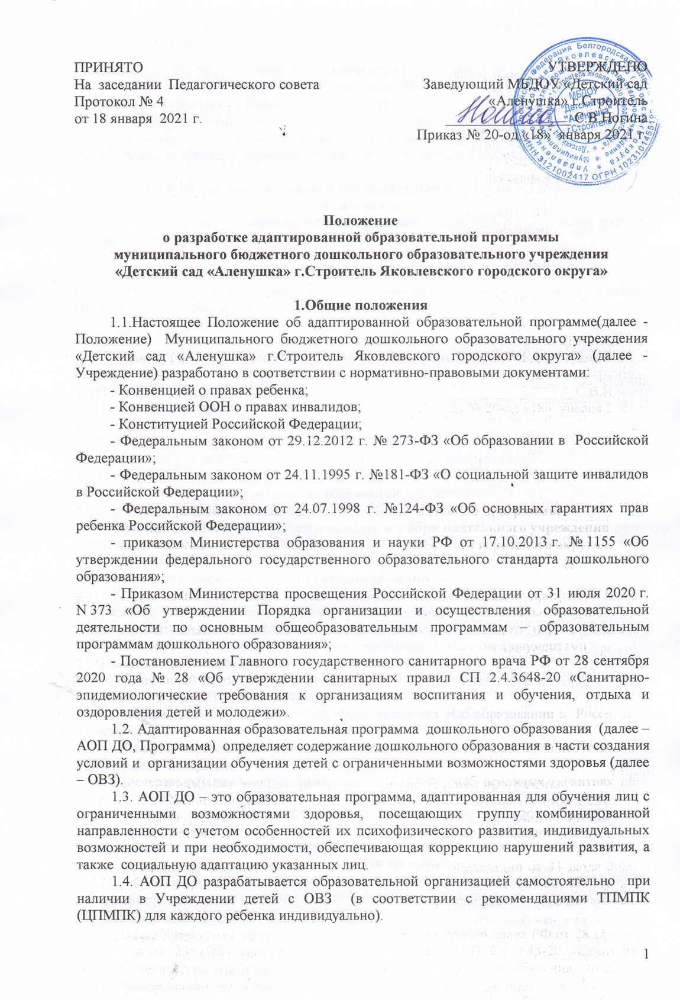 ПРИНЯТО
На заседании Педагогического совета
Протокол № 4
от 18 января 2021 г.
УТВЕРЖДЕНО
Заведующий МБДОУ «Детский сад
«Аленушка» г.Строитель
С.В.Ногина
Приказ № 20-од «18» января 2021 г.
МБДОУ
"Детский сад
"Аленушка"
г.Строитель
ИНН 3121002417 ОГРН
Положение
о разработке адаптированной образовательной программы
муниципального бюджетного дошкольного образовательного учреждения
«Детский сад «Аленушка» г.Строитель Яковлевского городского округа»
1.Общие положения
1.1.Настоящее Положение об адаптированной образовательной программе(далее -
Положение) Муниципального бюджетного дошкольного образовательного учреждения
«Детский сад «Аленушка» г.Строитель Яковлевского городского округа» (далее -
Учреждение) разработано в соответствии с нормативно-правовыми документами:
- Конвенцией о правах ребенка;
- Конвенцией ООН о правах инвалидов;
- Конституцией Российской Федерации;
- Федеральным законом от 29.12.2012 г. № 273-ФЗ «Об образовании в Российской
Федерации»;
- Федеральным законом от 24.11.1995 г. №181-ФЗ «О социальной защите инвалидов
в Российской Федерации»;
- Федеральным законом от 24.07.1998 г. №124-ФЗ «Об основных гарантиях прав
ребенка Российской Федерации»;
- приказом Министерства образования и науки РФ от 17.10.2013 г. № 1155 «Об
утверждении федерального государственного образовательного стандарта дошкольного
образования»;
- Приказом Министерства просвещения Российской Федерации от 31 июля 2020 г.
N 373 «Об утверждении Порядка организации и осуществления образовательной
деятельности по основным общеобразовательным программам – образовательным
программам дошкольного образования»;
- Постановлением Главного государственного санитарного врача РФ от 28 сентября
2020 года № 28 «Об утверждении санитарных правил СП 2.4.3648-20 «Санитарно-
эпидемиологические требования к организациям воспитания и обучения, отдыха и
оздоровления детей и молодежи».
1.2. Адаптированная образовательная программа дошкольного образования (далее –
АОП ДО, Программа) определяет содержание дошкольного образования в части создания
условий и организации обучения детей с ограниченными возможностями здоровья (далее
– ОВЗ).
1.3. АОП ДО – это образовательная программа, адаптированная для обучения лиц с
ограниченными возможностями здоровья, посещающих группу комбинированной
направленности с учетом особенностей их психофизического развития, индивидуальных
возможностей и при необходимости, обеспечивающая коррекцию нарушений развития, а
также социальную адаптацию указанных лиц.
1.4. АОП ДО разрабатывается образовательной организацией самостоятельно при
наличии в Учреждении детей с ОВЗ (в соответствии с рекомендациями ТПМПК
(ЦПМПК) для каждого ребенка индивидуально).
1